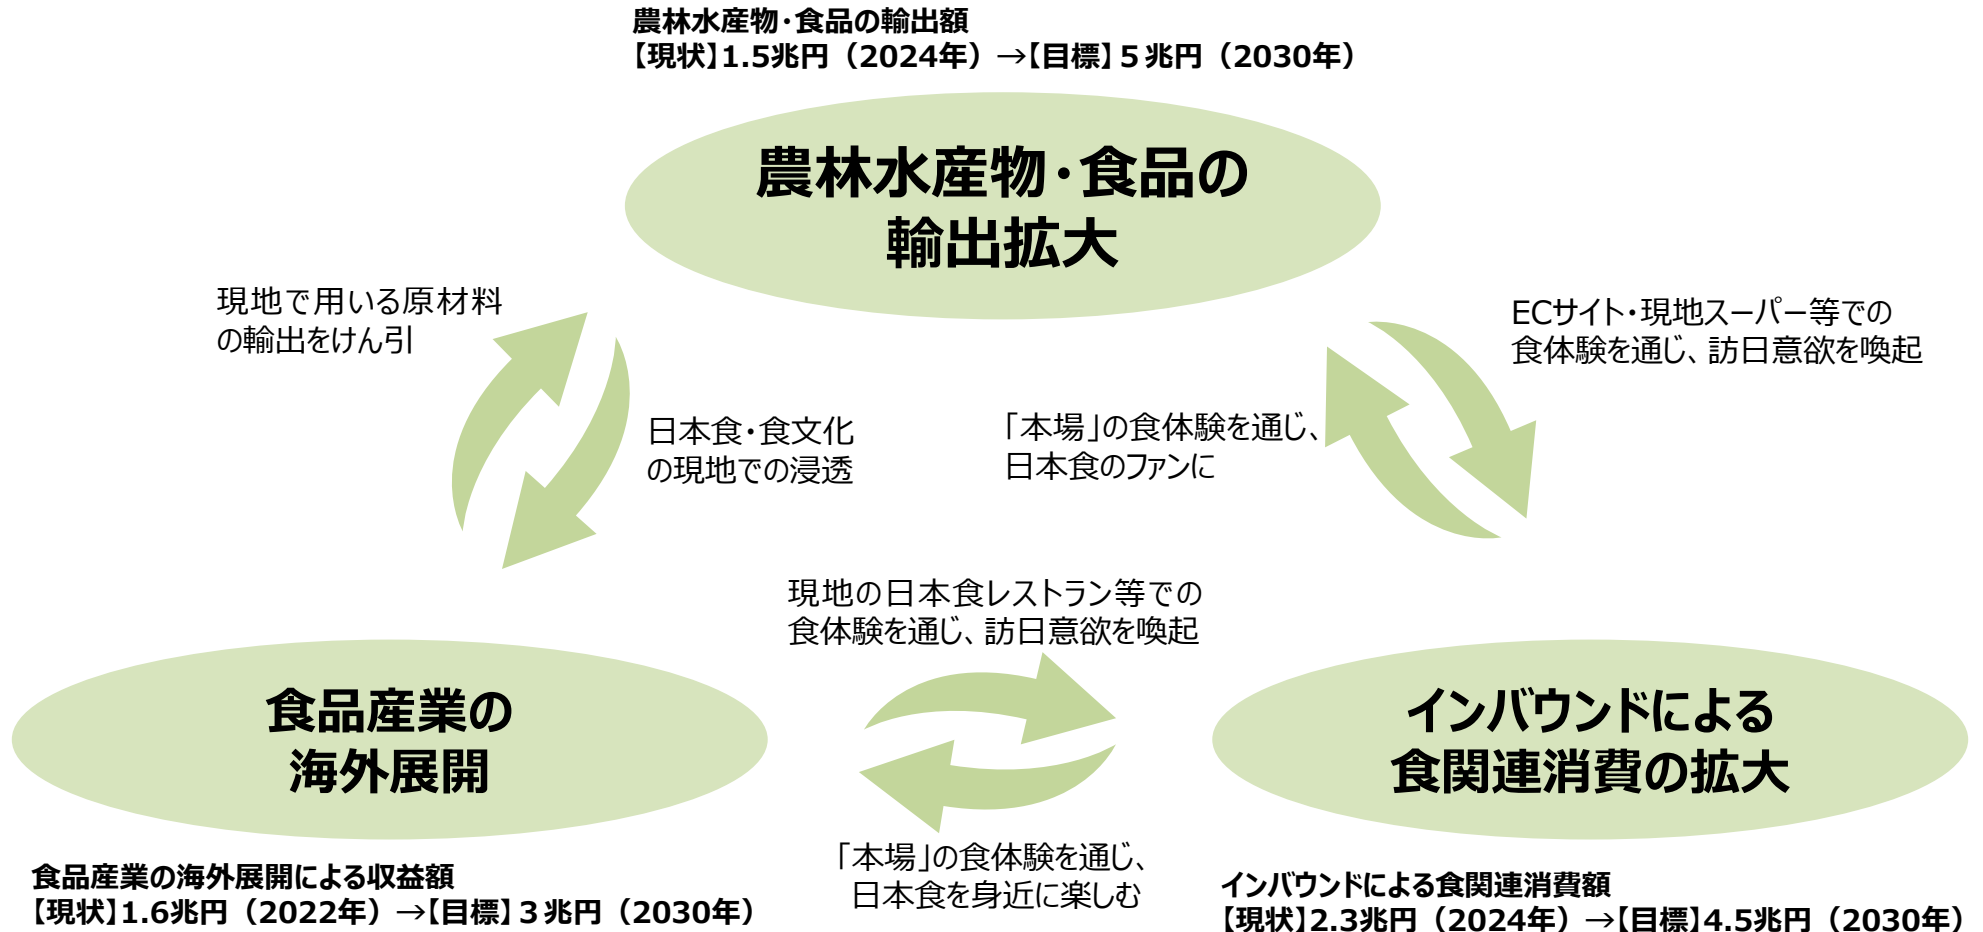 農林水産物・食品の輸出額
【現状】1.5兆円（2024年）→【目標】５兆円（2030年）
農林水産物・食品の
輸出拡大
現地で用いる原材料
の輸出をけん引
ECサイト・現地スーパー等での
食体験を通じ、訪日意欲を喚起
日本食・食文化
の現地での浸透
「本場」の食体験を通じ、
日本食のファンに
現地の日本食レストラン等での
食体験を通じ、訪日意欲を喚起
食品産業の
海外展開
インバウンドによる
食関連消費の拡大
「本場」の食体験を通じ、
日本食を身近に楽しむ
食品産業の海外展開による収益額
【現状】1.6兆円（2022年）→【目標】３兆円（2030年）
インバウンドによる食関連消費額
【現状】2.3兆円（2024年）→【目標】4.5兆円（2030年）